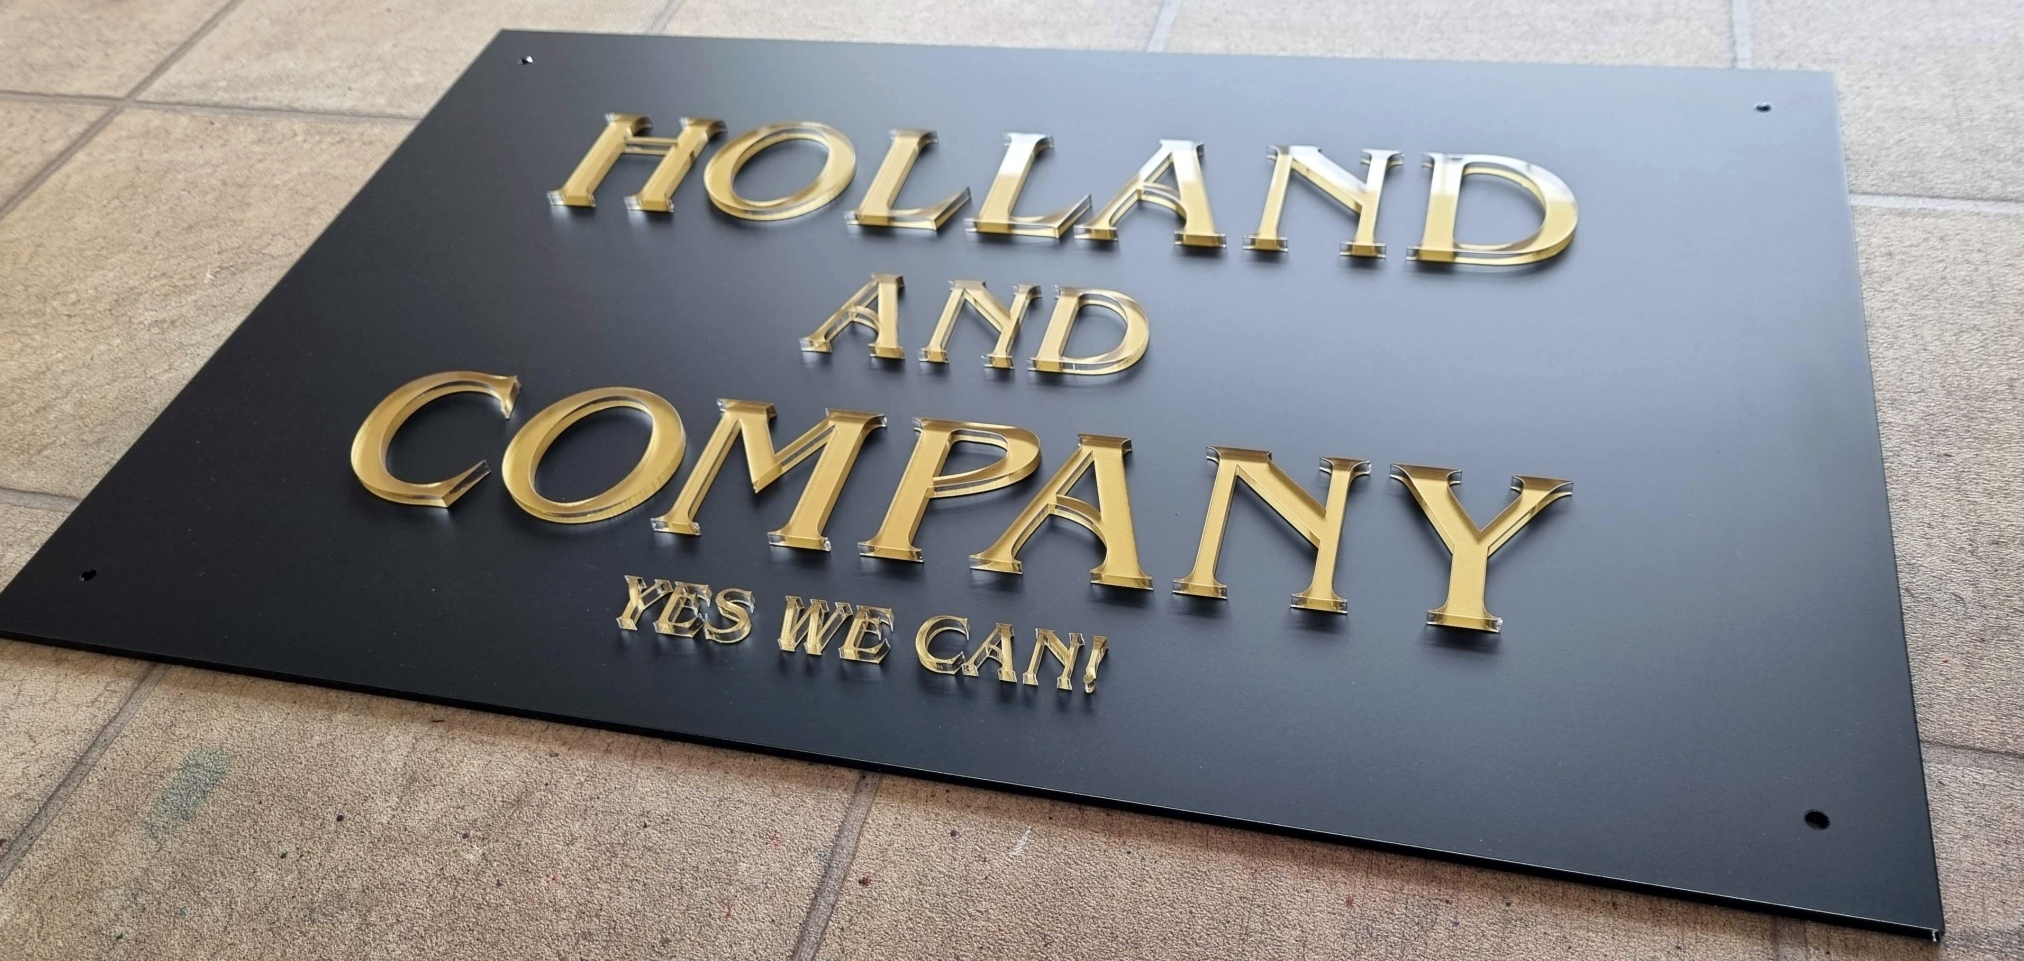 HOLLAND
AND
COMPANY
YES WE CAN!